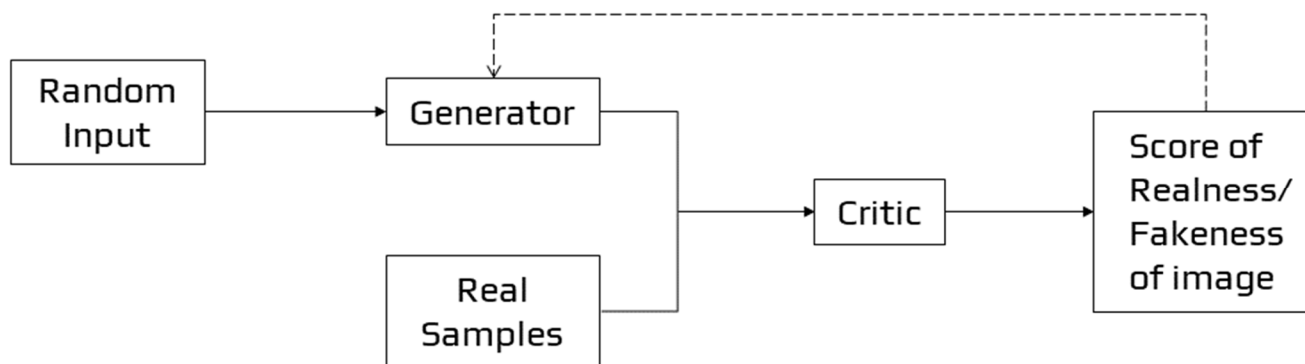 Random
Input
Generator
Real
Samples
Critic
Score of
Realness/
Fakeness
of image